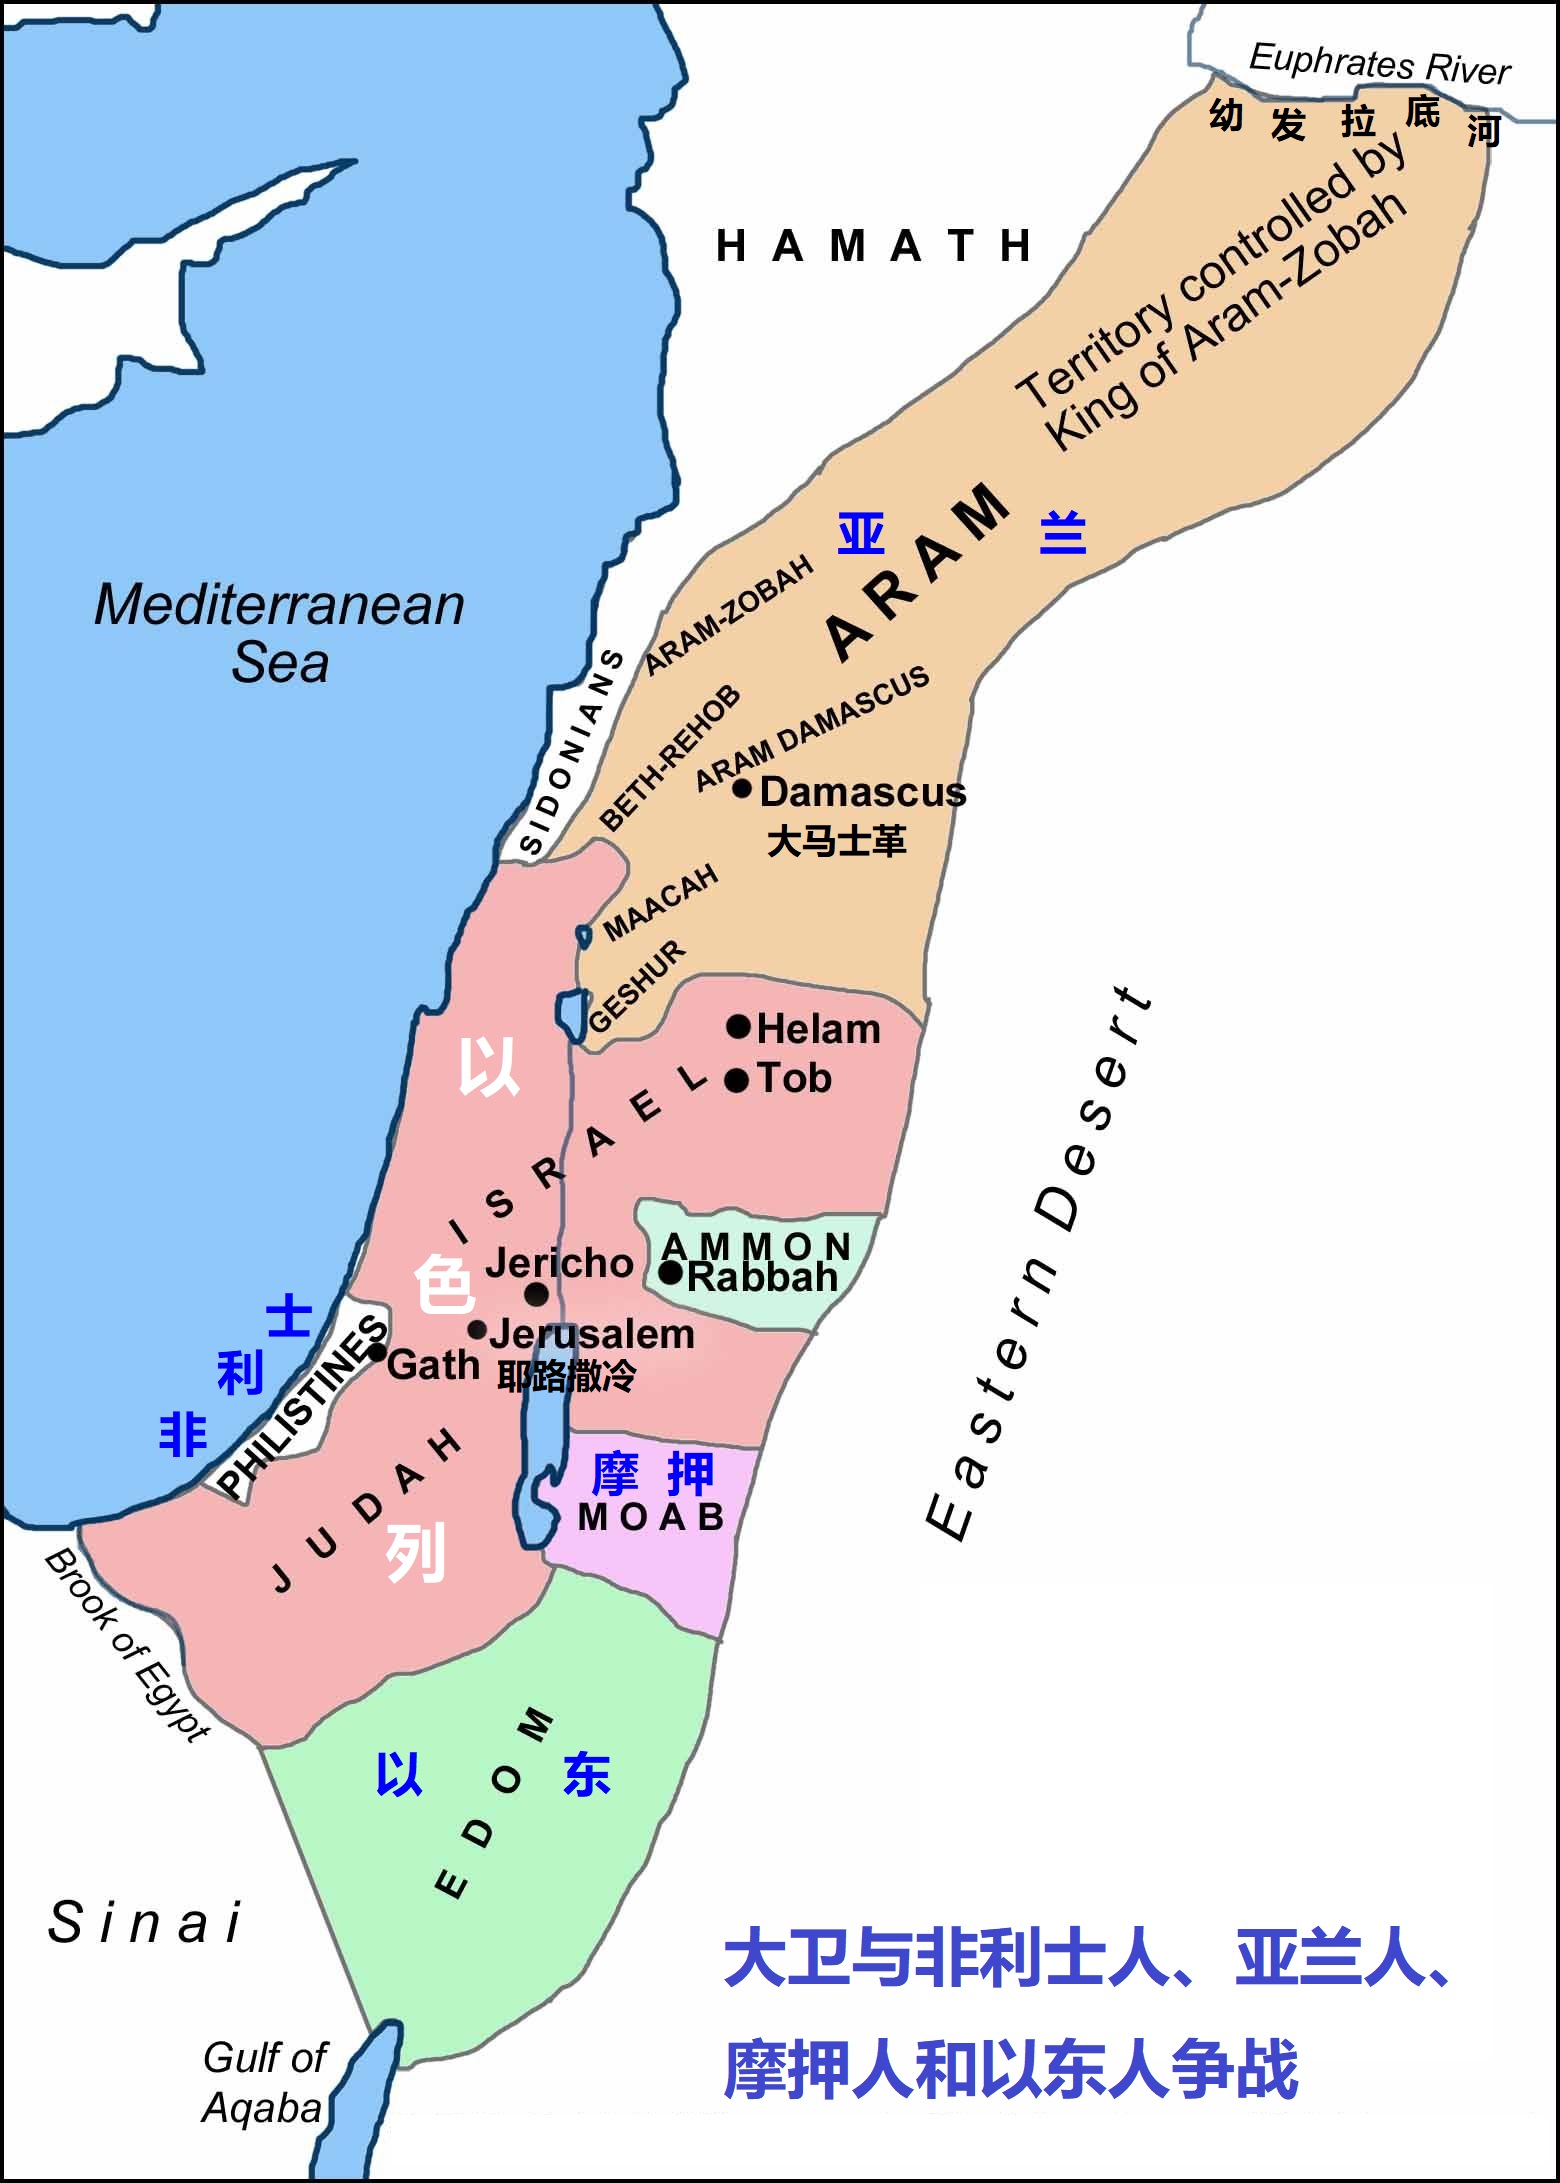 Euphrates River
幼发拉底河
Territory controlled by
King of Aram-Zobah
HAMATH
亚兰
ARAM
Mediterranean
Sea
ARAM-ZOBAH
SIDONIANS
BETH-REHOB
ARAM DAMASCUS
Damascus
大马士革
MAACAH
GESHUR
Helam
Tob
以色列
ISRAEL
AMMON
Rabbah
Jericho
Jerusalem
耶路撒冷
Gath
非利士
PHILISTINES
JUDAH
摩押
MOAB
Eastern Desert
Brook of Egypt
以东
EDOM
Sinai
Gulf of
Aqaba
大卫与非利士人、亚兰人、
摩押人和以东人争战